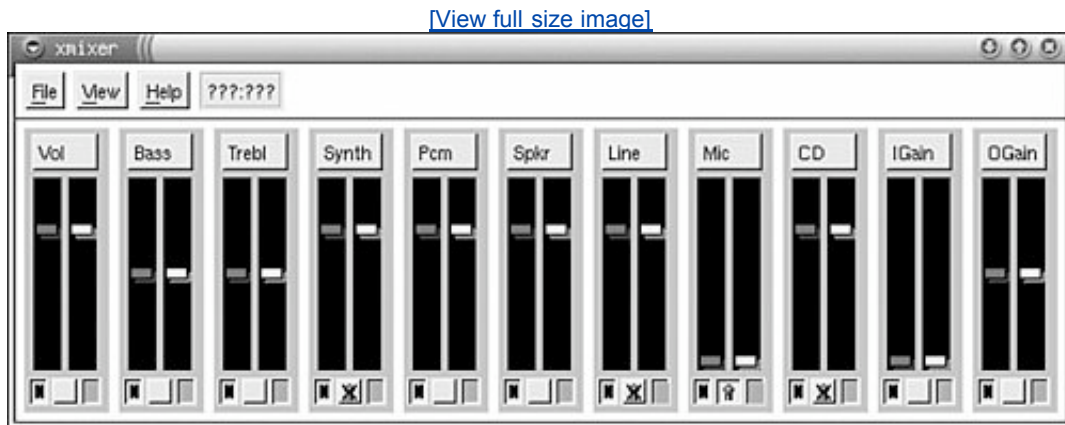 [View full size image]
xmixer
File View Help ???:???
Vol Bass Trebl Synth Pcm Spkr Line Mic CD IGain OGain